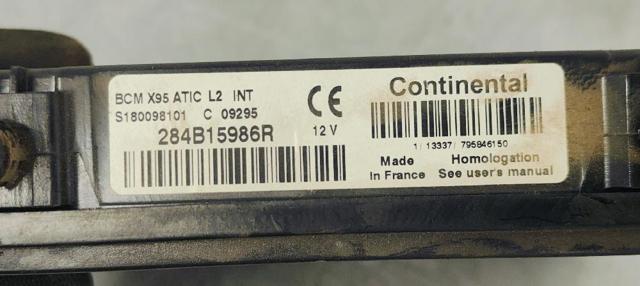 BCM X95 ATIC L2 INT
S180098101 C 09295
284B15986R
CE
12 V
Continental
1/ 13337/ 795846150
Made
In France
Homologation
See user's manual